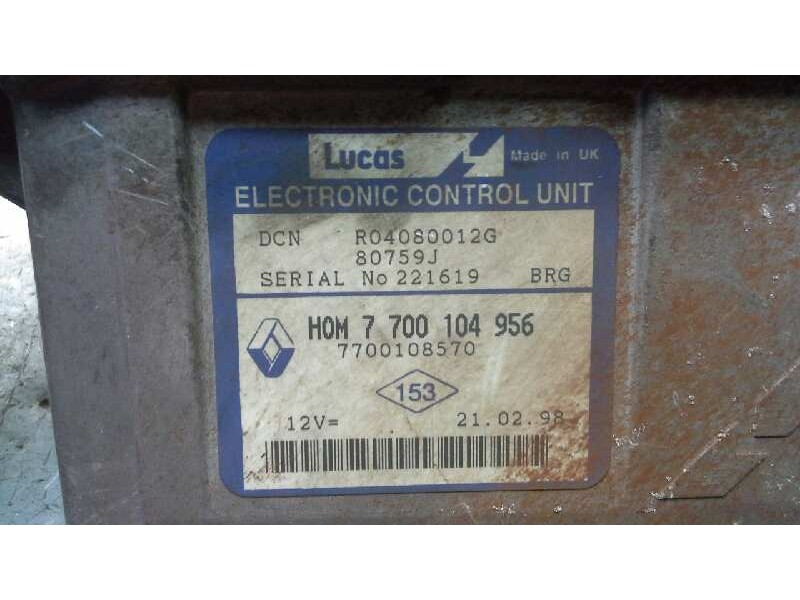 Lucas Made in UK
ELECTRONIC CONTROL UNIT
DCN R04080012G
80759J
SERIAL No 221619 BRG
HOM 7 700 104 956
7700108570
153
12V= 21.02.98